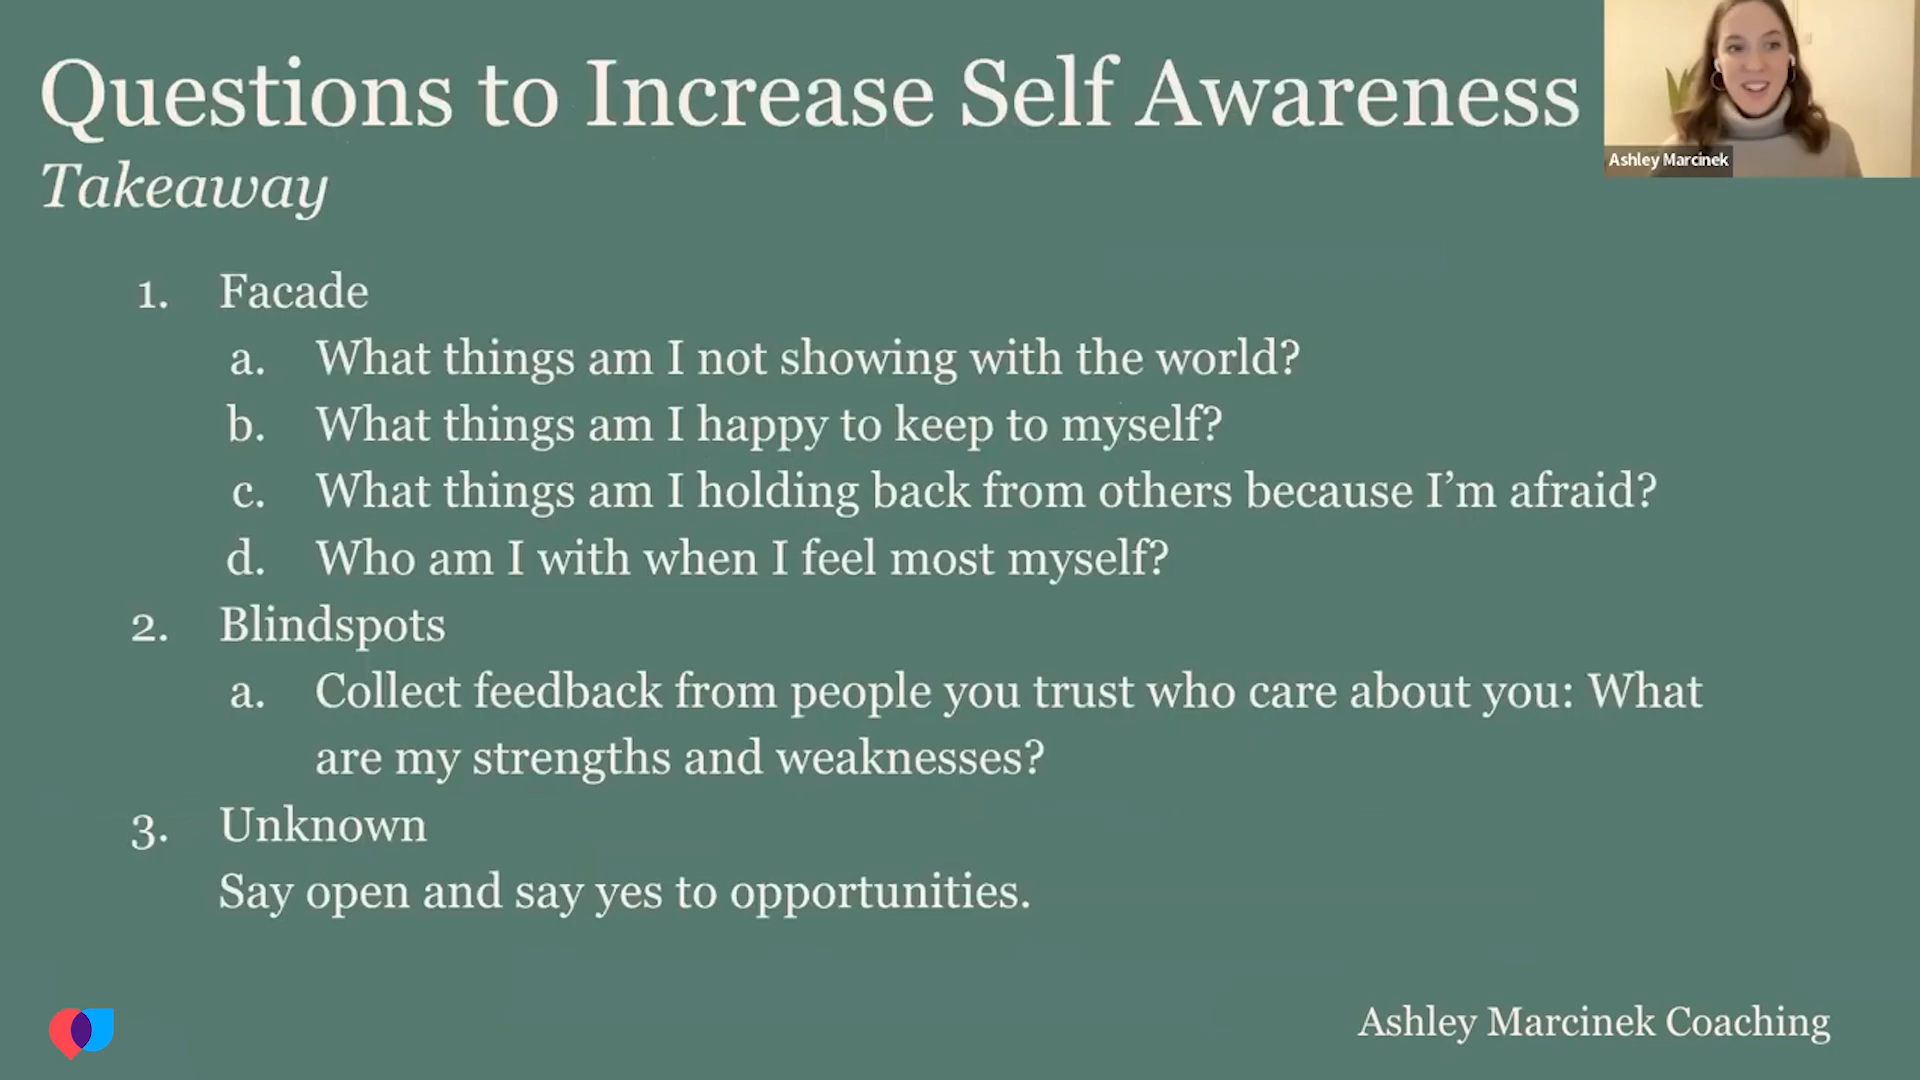 Questions to Increase Self Awareness
Takeaway
Ashley Marcinek
1. Facade
a. What things am I not showing with the world?
b. What things am I happy to keep to myself?
c. What things am I holding back from others because I’m afraid?
d. Who am I with when I feel most myself?
2. Blindspots
a. Collect feedback from people you trust who care about you: What
are my strengths and weaknesses?
3. Unknown
Say open and say yes to opportunities.
Ashley Marcinek Coaching